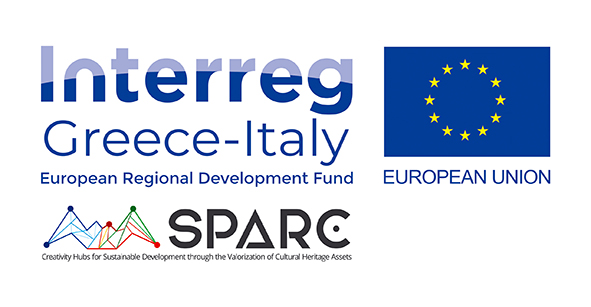 Interreg
Greece-Italy
European Regional Development Fund
EUROPEAN UNION
SPARC
Creativity Hubs for Sustainable Development through the Valorization of Cultural Heritage Assets